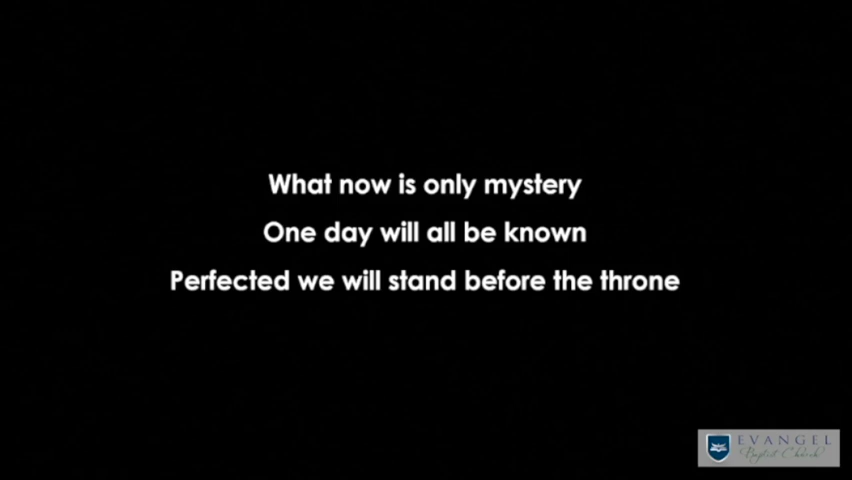 What now is only mystery
One day will all be known
Perfected we will stand before the throne
EVANGEL
Baptist Church